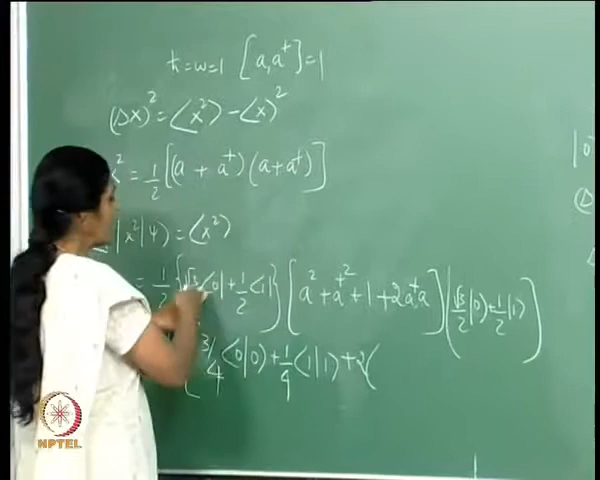 ħ=ω=1 [a,a†]=1
(Δx)²=⟨x²⟩-⟨x⟩²
²=1/2[(a + a†)(a+a†)]
|x²|ψ⟩=⟨x²⟩
=1/2{√3⟨0|+1/2⟨1|}[a²+a†²+1+2a†a](√3/2|0⟩+1/2|1⟩)
(3/4⟨0|0⟩+1/4⟨1|1⟩+2(
|0
(Δ
NPTEL